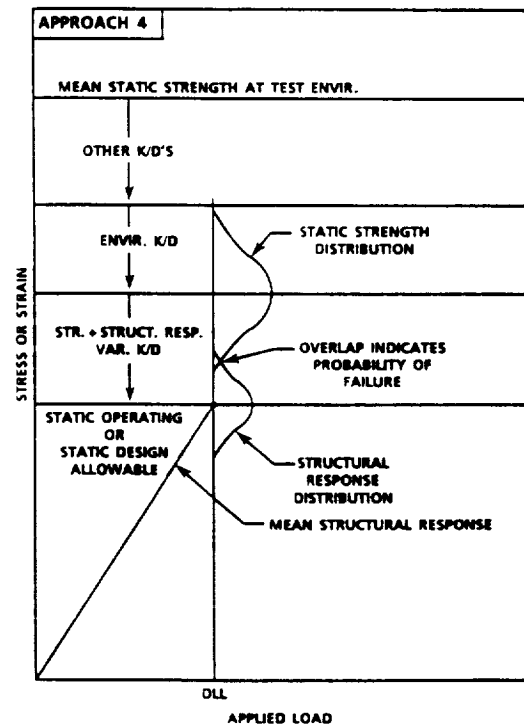 APPROACH 4
MEAN STATIC STRENGTH AT TEST ENVIR.
OTHER K/D'S
ENVIR. K/D
STATIC STRENGTH
DISTRIBUTION
STR. + STRUCT. RESP.
VAR. K/D
OVERLAP INDICATES
PROBABILITY OF
FAILURE
STATIC OPERATING
OR
STATIC DESIGN
ALLOWABLE
STRUCTURAL
RESPONSE
DISTRIBUTION
MEAN STRUCTURAL RESPONSE
STRESS OR STRAIN
DLL
APPLIED LOAD